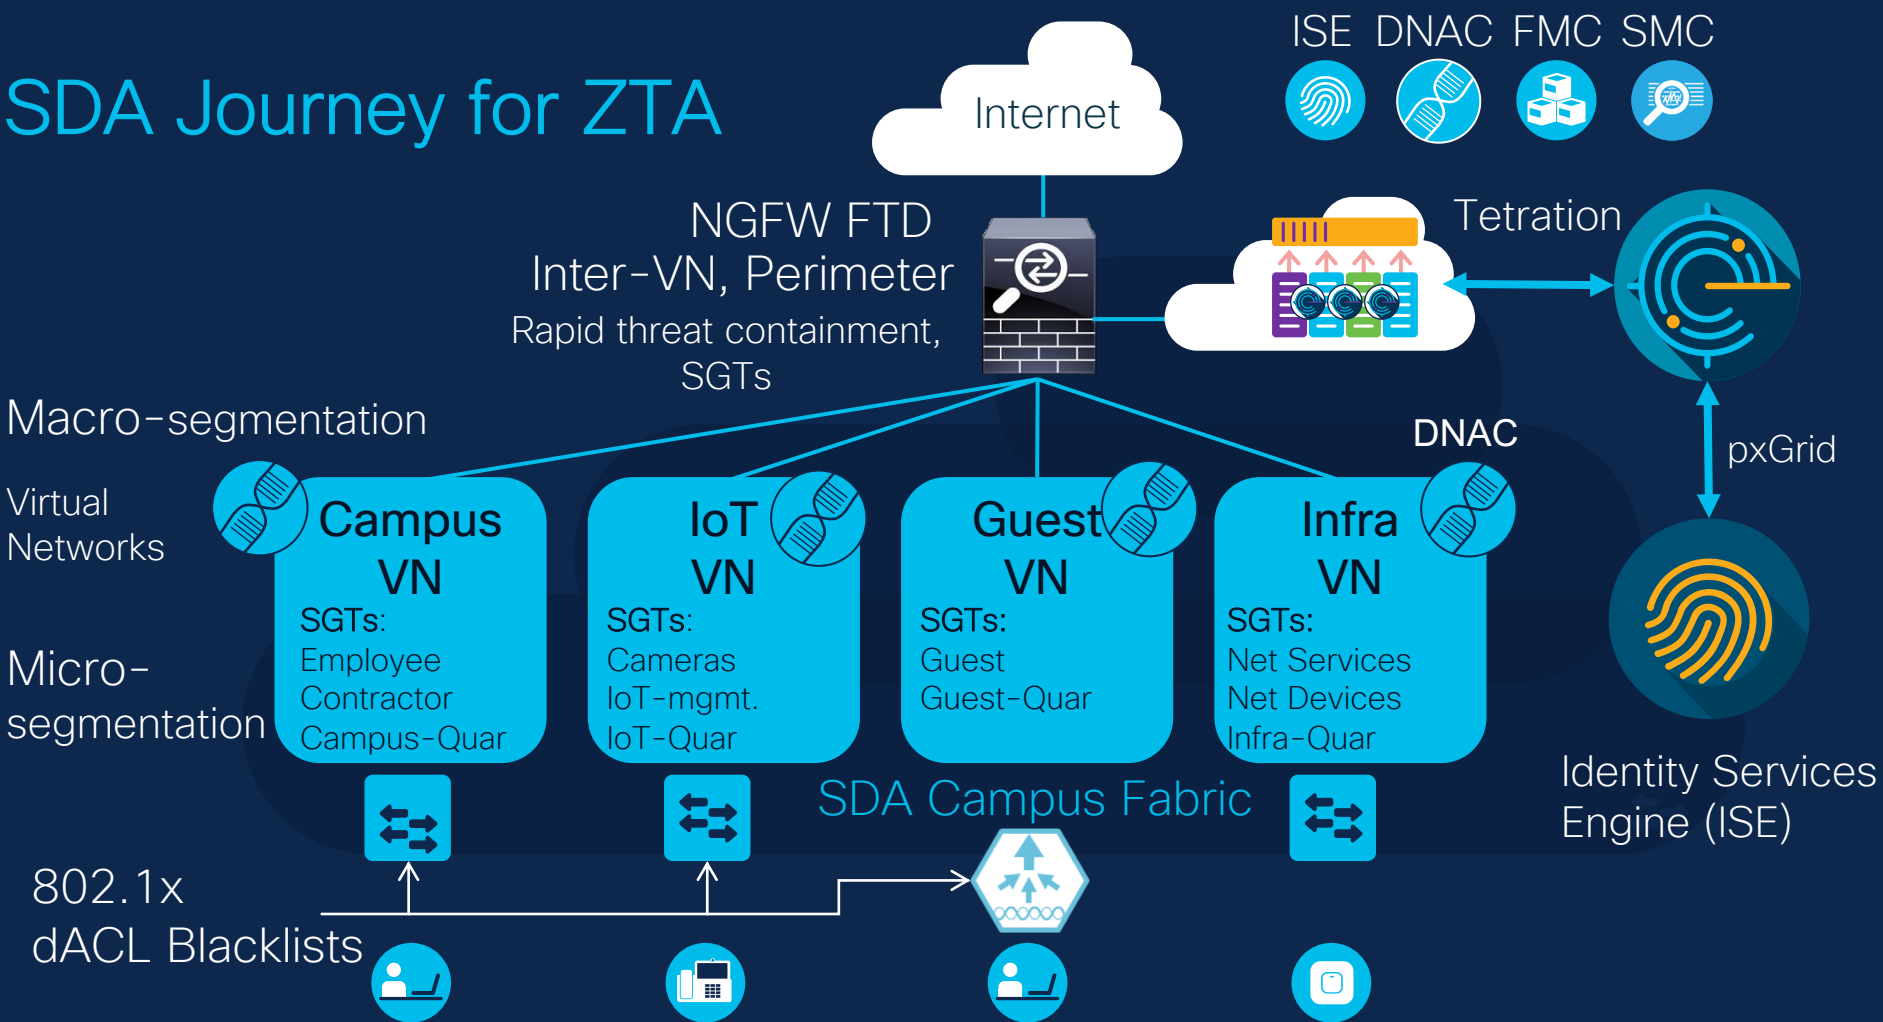 SDA Journey for ZTA
Internet
ISE DNAC FMC SMC
NGFW FTD
Inter-VN, Perimeter
Rapid threat containment,
SGTs
Tetration
Macro-segmentation
DNAC
pxGrid
Virtual
Networks
Campus
VN
SGTs:
Employee
Contractor
Campus-Quar
IoT
VN
SGTs:
Cameras
IoT-mgmt.
IoT-Quar
Guest
VN
SGTs:
Guest
Guest-Quar
Infra
VN
SGTs:
Net Services
Net Devices
Infra-Quar
Micro-
segmentation
SDA Campus Fabric
Identity Services
Engine (ISE)
802.1x
dACL Blacklists